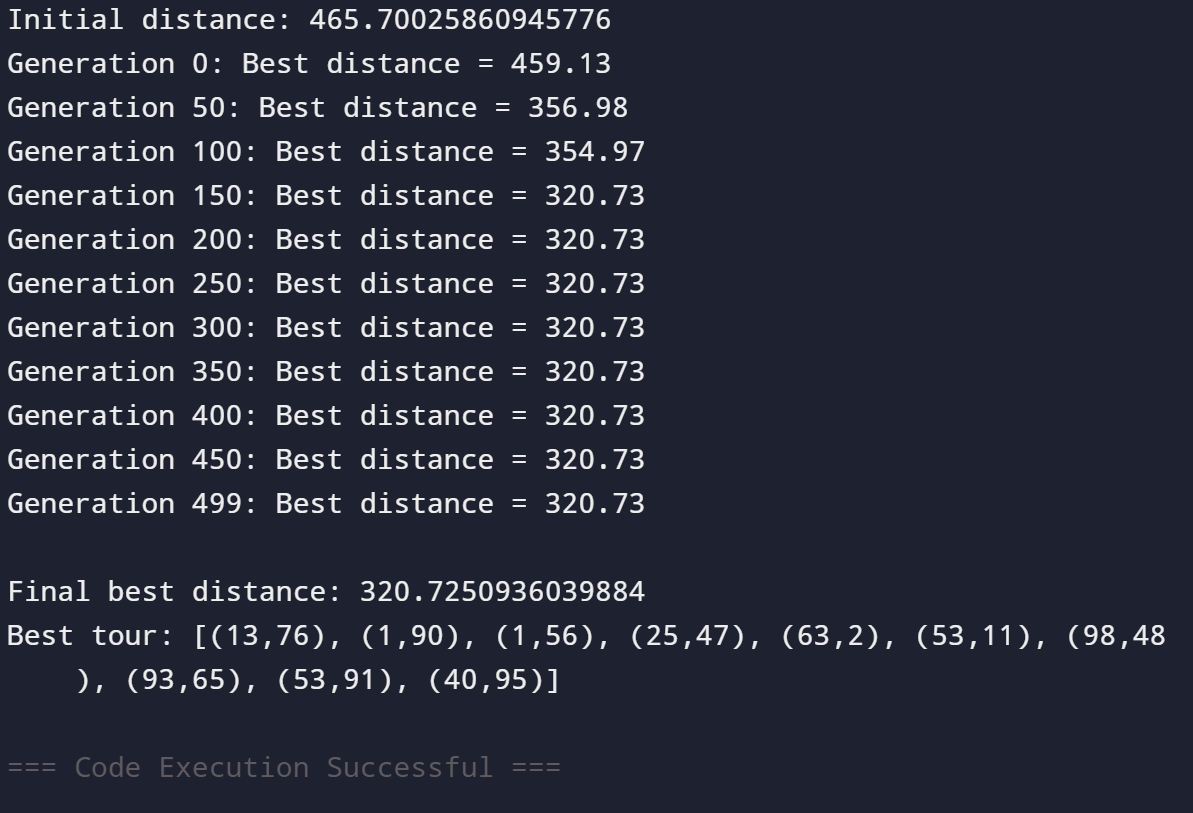 Initial distance: 465.70025860945776
Generation 0: Best distance = 459.13
Generation 50: Best distance = 356.98
Generation 100: Best distance = 354.97
Generation 150: Best distance = 320.73
Generation 200: Best distance = 320.73
Generation 250: Best distance = 320.73
Generation 300: Best distance = 320.73
Generation 350: Best distance = 320.73
Generation 400: Best distance = 320.73
Generation 450: Best distance = 320.73
Generation 499: Best distance = 320.73
Final best distance: 320.7250936039884
Best tour: [(13,76), (1,90), (1,56), (25,47), (63,2), (53,11), (98,48
), (93,65), (53,91), (40,95)]
=== Code Execution Successful ===